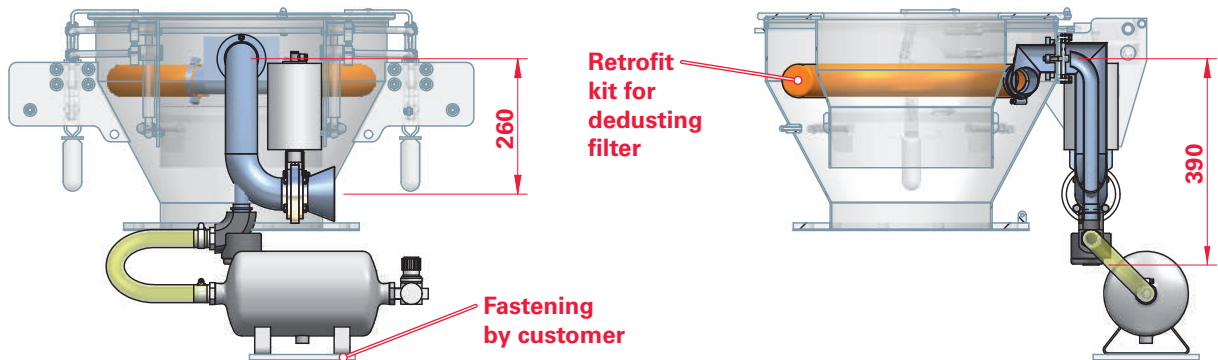 260
Fastening
by customer
Retrofit
kit for
dedusting
filter
390